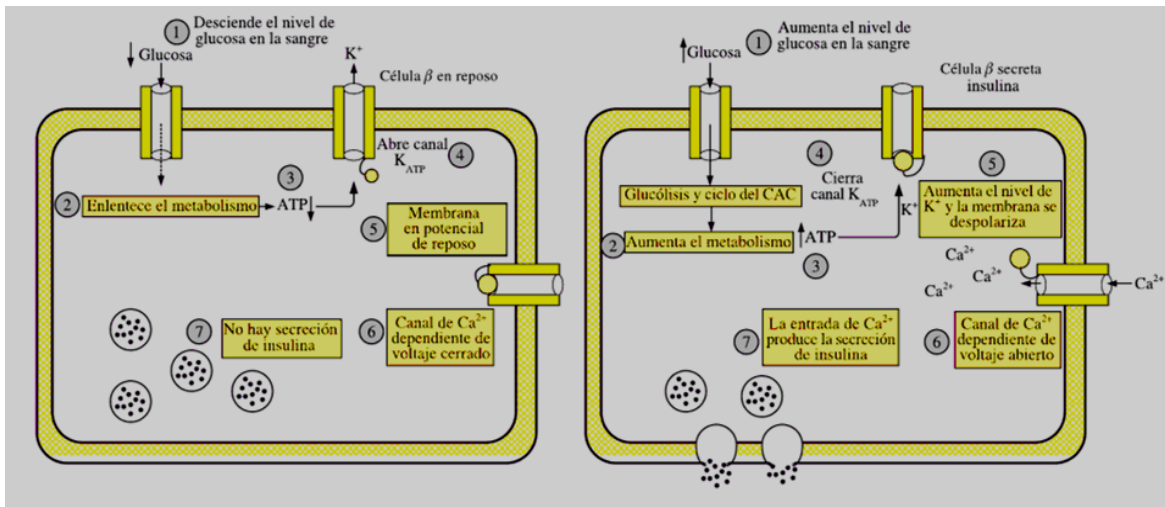 1
Desciende el nivel de
glucosa en la sangre
Glucosa
K+
Célula β en reposo
Abre canal
K_ATP
4
3
2
Enlentece el metabolismo
ATP
5
Membrana
en potencial
de reposo
7
No hay secreción
de insulina
6
Canal de Ca2+
dependiente de
voltaje cerrado
1
Aumenta el nivel de
glucosa en la sangre
Glucosa
Célula β secreta
insulina
4
Cierra
canal K_ATP
5
Glucólisis y ciclo del CAC
K+
Aumenta el nivel de
K+ y la membrana se
despolariza
2
Aumenta el metabolismo
ATP
3
Ca2+
Ca2+
Ca2+
Ca2+
7
La entrada de Ca2+
produce la secreción
de insulina
6
Canal de Ca2+
dependiente de
voltaje abierto